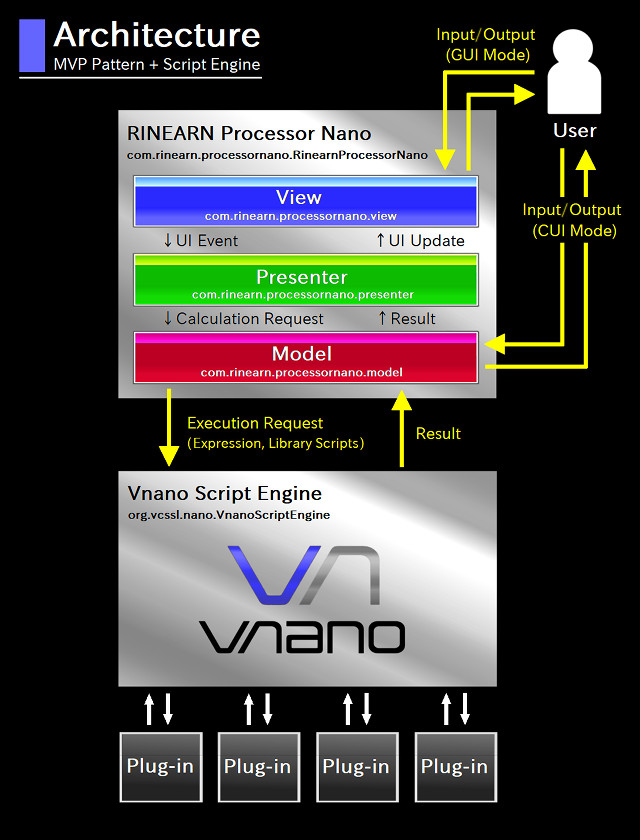 Architecture
MVP Pattern + Script Engine
Input/Output
(GUI Mode)
User
RINEARN Processor Nano
com.rinearn.processornano.RinearnProcessorNano
View
com.rinearn.processornano.view
↓UI Event ↑UI Update
Input/Output
(CUI Mode)
Presenter
com.rinearn.processornano.presenter
↓Calculation Request ↑Result
Model
com.rinearn.processornano.model
Execution Request
(Expression, Library Scripts)
Result
Vnano Script Engine
org.vcssl.nano.VnanoScriptEngine
Vn
Vnano
Plug-in Plug-in Plug-in Plug-in